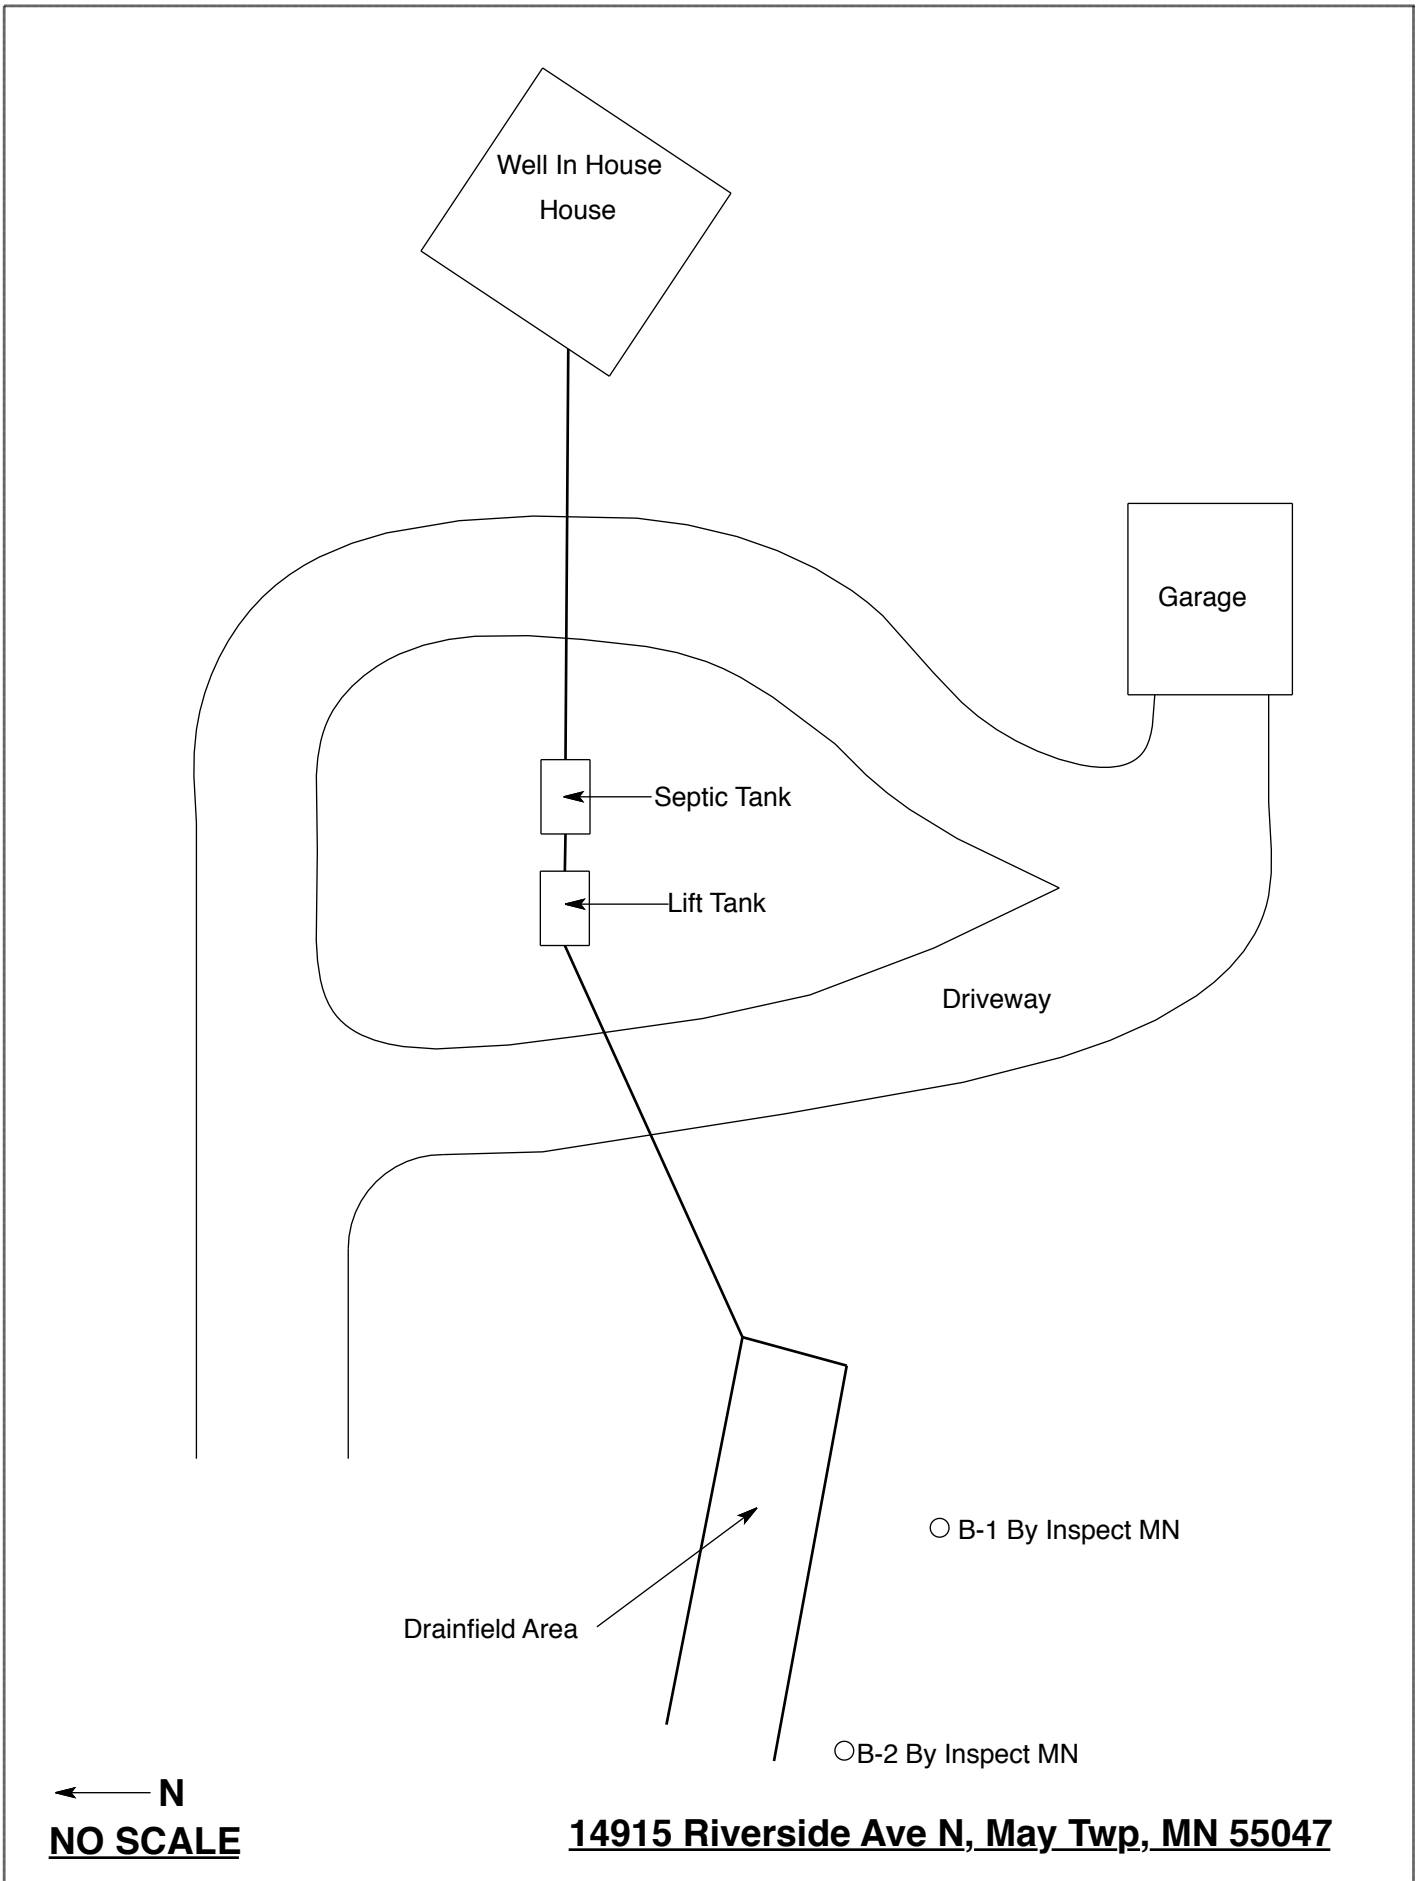 Well In House
House
Garage
Septic Tank
Lift Tank
Driveway
B-1 By Inspect MN
Drainfield Area
B-2 By Inspect MN
N
NO SCALE
14915 Riverside Ave N, May Twp, MN 55047